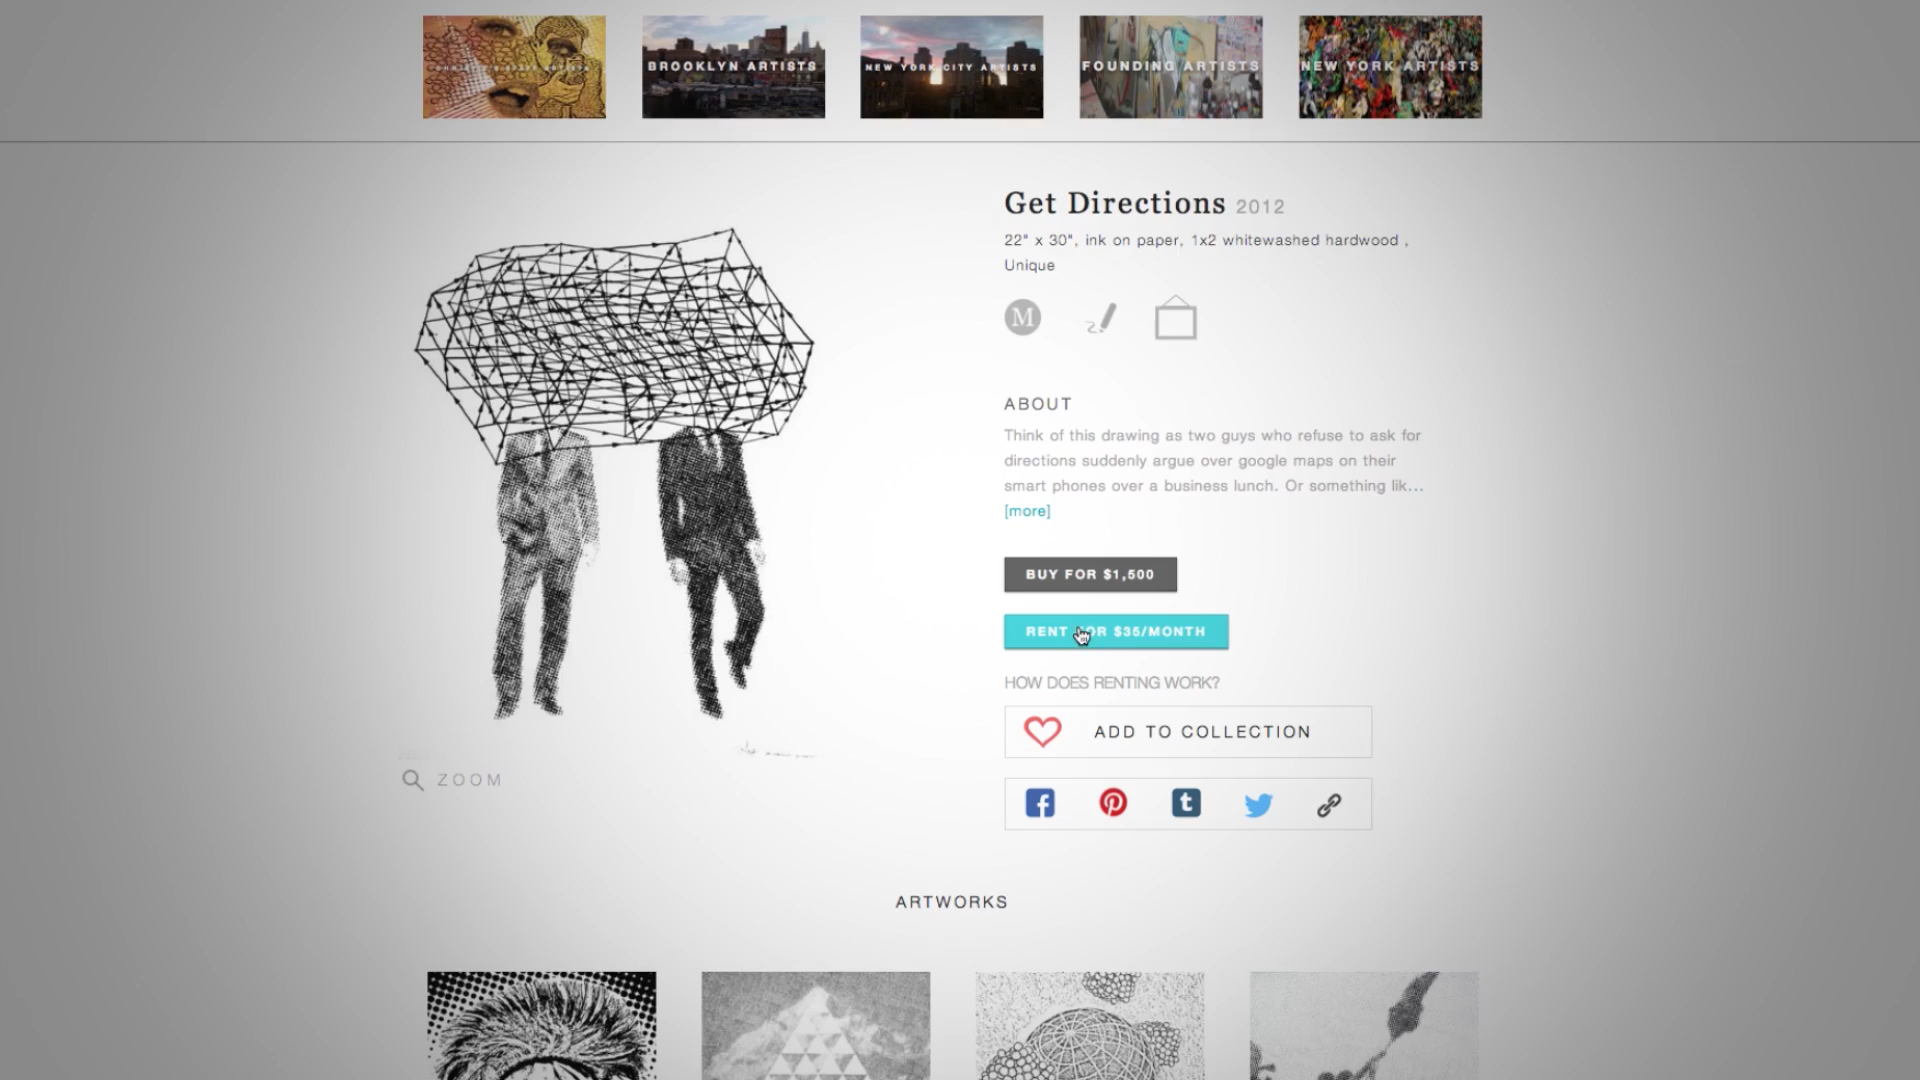 BROOKLYN ARTISTS
NEW YORK CITY ARTISTS
FOUNDING ARTISTS
NEW YORK ARTISTS
Get Directions 2012
22" x 30", ink on paper, 1x2 whitewashed hardwood ,
Unique
M
ABOUT
Think of this drawing as two guys who refuse to ask for
directions suddenly argue over google maps on their
smart phones over a business lunch. Or something lik...
[more]
BUY FOR $1,500
RENT FOR $35/MONTH
HOW DOES RENTING WORK?
ADD TO COLLECTION
ZOOM
ARTWORKS